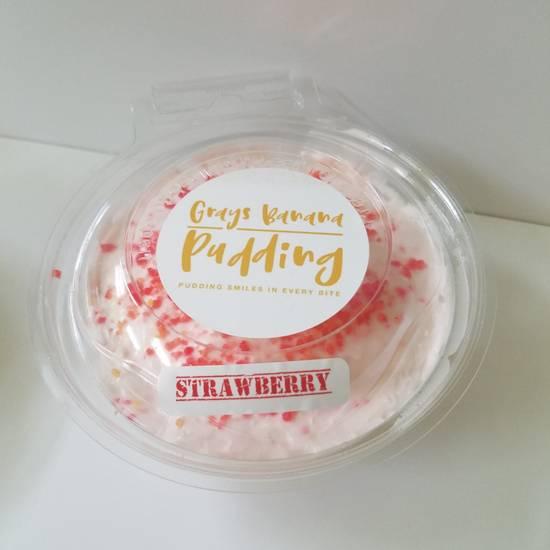 Grays Banana
Pudding
PUDDING SMILES IN EVERY BITE
STRAWBERRY